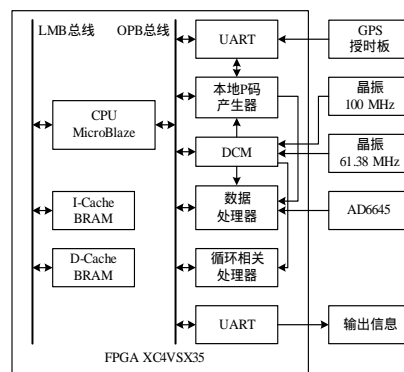 LMB总线
OPB总线
UART
GPS
授时板
本地P码
产生器
晶振
100 MHz
CPU
MicroBlaze
DCM
晶振
61.38 MHz
I-Cache
BRAM
数据
处理器
AD6645
D-Cache
BRAM
循环相关
处理器
UART
输出信息
FPGA XC4VSX35